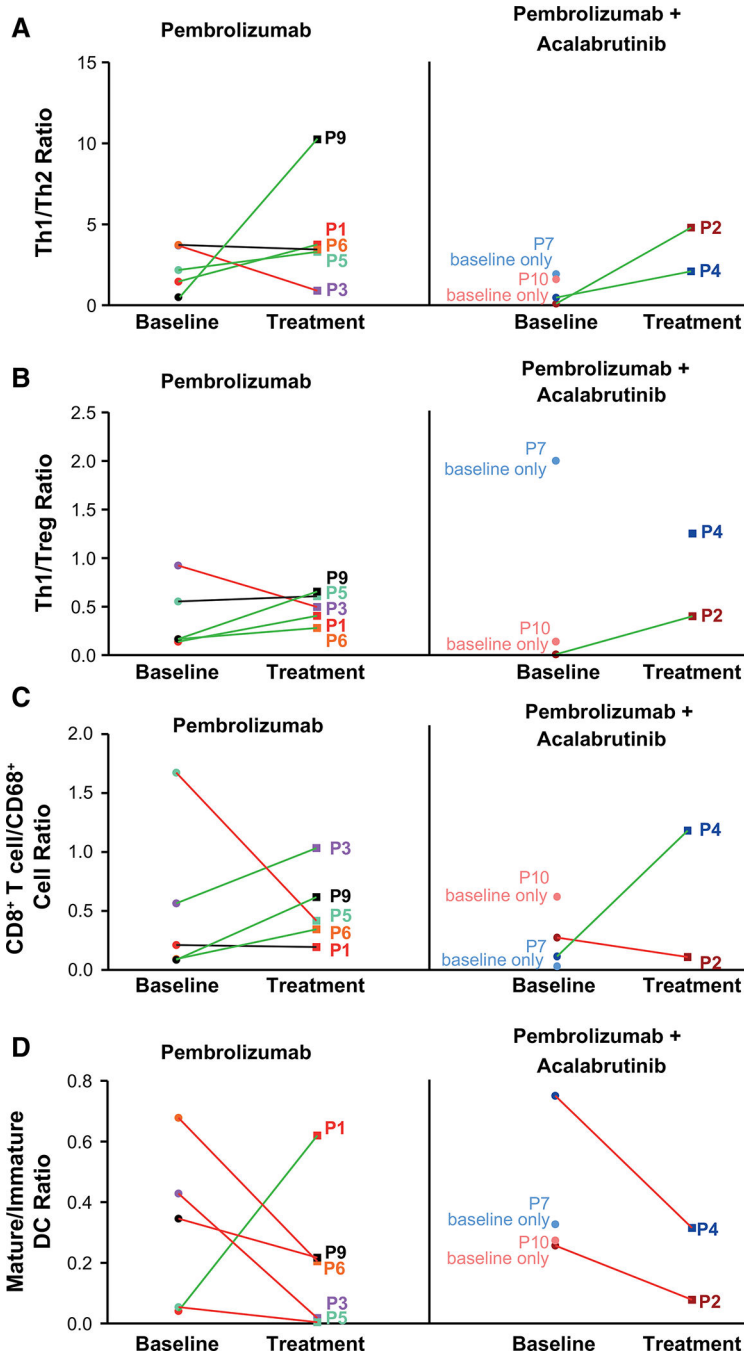 A
Pembrolizumab
Pembrolizumab +
Acalabrutinib
Th1/Th2 Ratio
15
10
5
0
P9
P1
P6
P5
P3
P7
baseline only
P10
baseline only
P2
P4
Baseline
Treatment
Baseline
Treatment
B
Pembrolizumab
Pembrolizumab +
Acalabrutinib
Th1/Treg Ratio
2.5
2.0
1.5
1.0
0.5
0.0
P9
P5
P3
P1
P6
P7
baseline only
P10
baseline only
P4
P2
Baseline
Treatment
Baseline
Treatment
C
Pembrolizumab
Pembrolizumab +
Acalabrutinib
CD8⁺ T cell/CD68⁺
Cell Ratio
2.0
1.5
1.0
0.5
0.0
P3
P9
P5
P6
P1
P10
baseline only
P7
baseline only
P4
P2
Baseline
Treatment
Baseline
Treatment
D
Pembrolizumab
Pembrolizumab +
Acalabrutinib
Mature/Immature
DC Ratio
0.8
0.6
0.4
0.2
0.0
P1
P9
P6
P3
P5
P7
baseline only
P10
baseline only
P4
P2
Baseline
Treatment
Baseline
Treatment